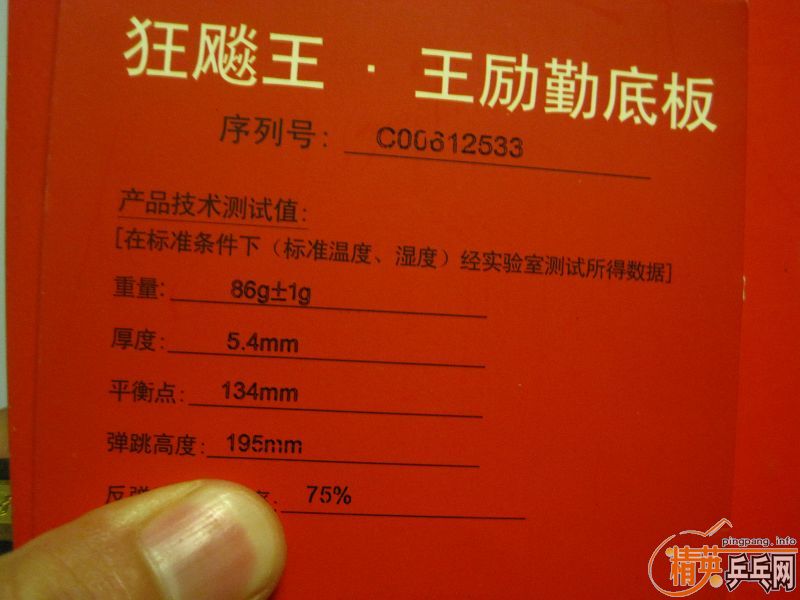 狂飚王·王励勤底板
序列号: C00612533
产品技术测试值:
[在标准条件下（标准温度、湿度）经实验室测试所得数据]
重量: 86g±1g
厚度: 5.4mm
平衡点: 134mm
弹跳高度: 195mm
反弹 75%
pingpang.info
精英乒乓网